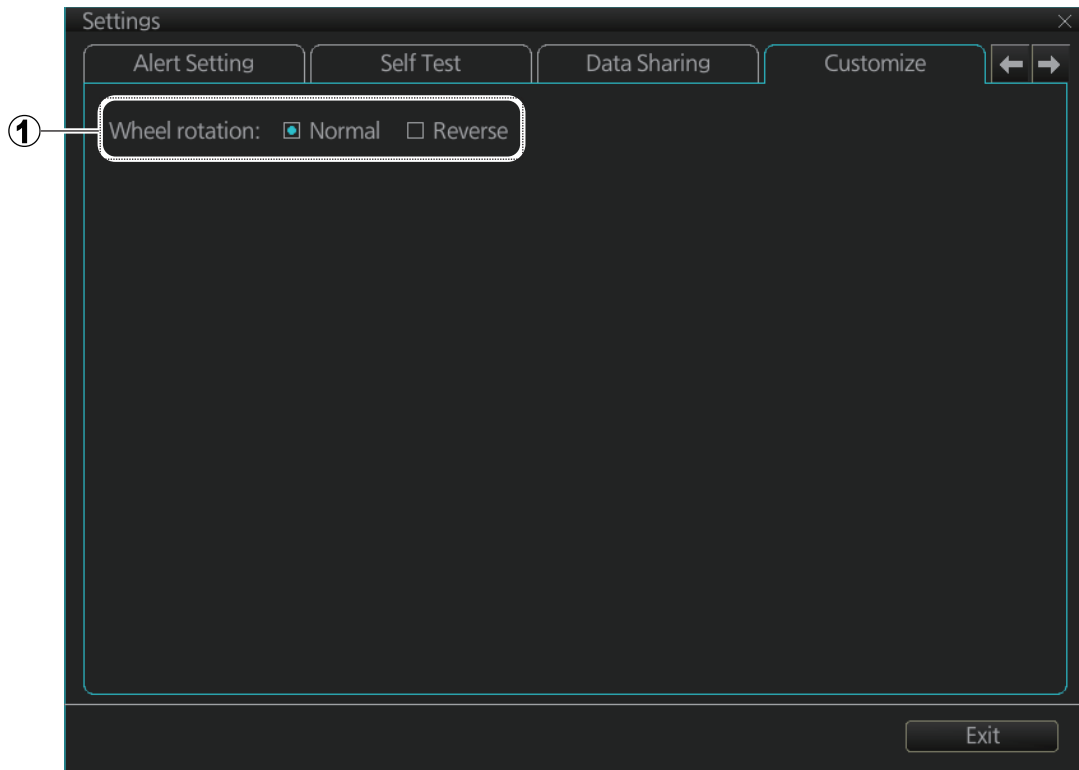 Settings
Alert Setting Self Test Data Sharing Customize
1 Wheel rotation: Normal Reverse
Exit